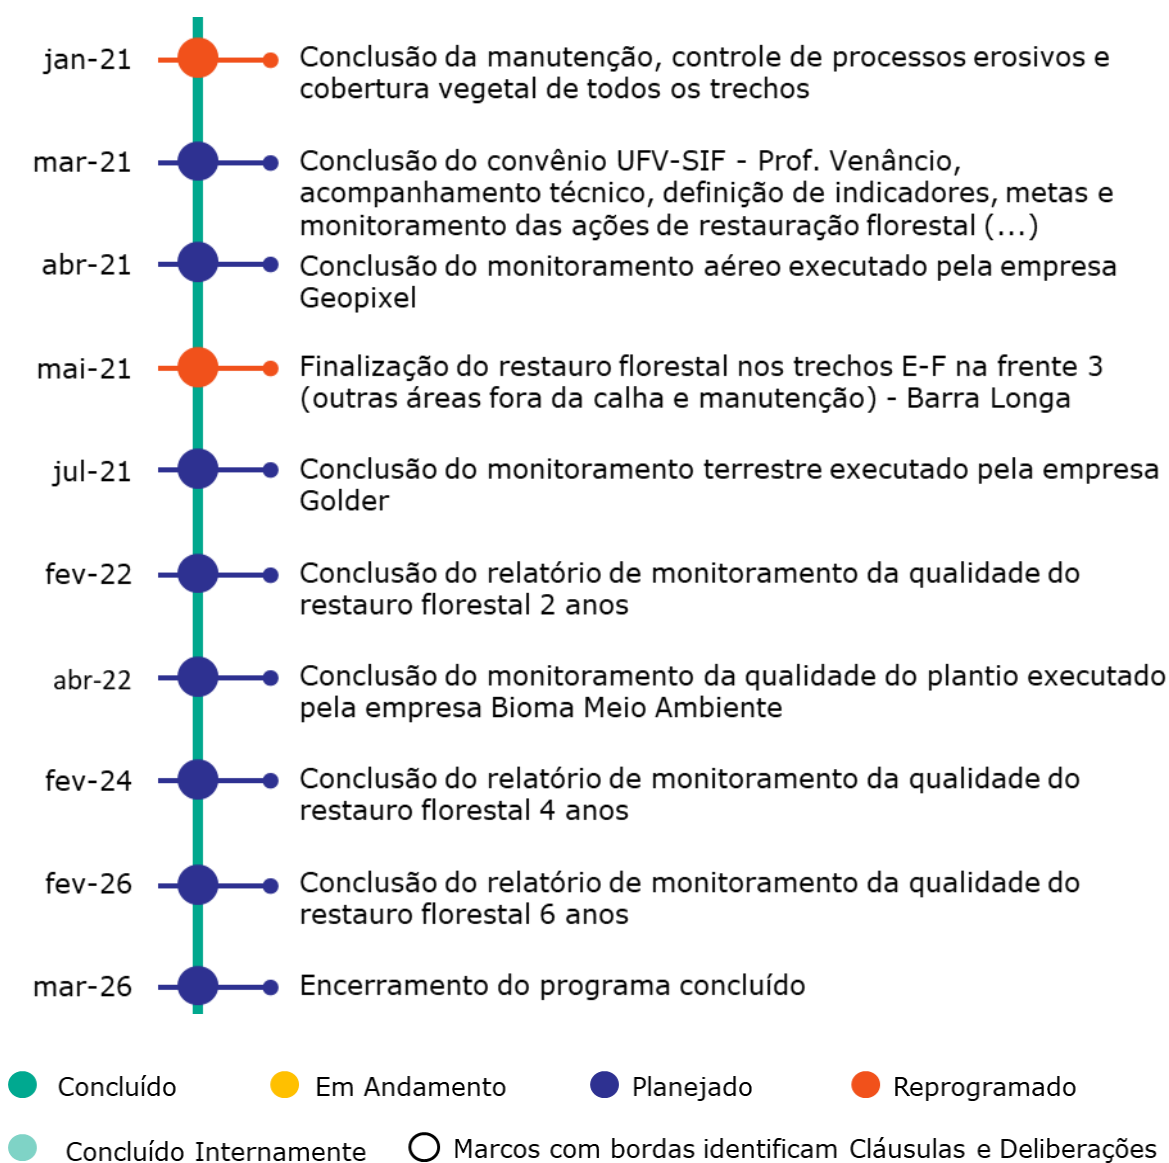 jan-21
Conclusão da manutenção, controle de processos erosivos e
cobertura vegetal de todos os trechos
mar-21
Conclusão do convênio UFV-SIF - Prof. Venâncio,
acompanhamento técnico, definição de indicadores, metas e
monitoramento das ações de restauração florestal (...)
abr-21
Conclusão do monitoramento aéreo executado pela empresa
Geopixel
mai-21
Finalização do restauro florestal nos trechos E-F na frente 3
(outras áreas fora da calha e manutenção) - Barra Longa
jul-21
Conclusão do monitoramento terrestre executado pela empresa
Golder
fev-22
Conclusão do relatório de monitoramento da qualidade do
restauro florestal 2 anos
abr-22
Conclusão do monitoramento da qualidade do plantio executado
pela empresa Bioma Meio Ambiente
fev-24
Conclusão do relatório de monitoramento da qualidade do
restauro florestal 4 anos
fev-26
Conclusão do relatório de monitoramento da qualidade do
restauro florestal 6 anos
mar-26
Encerramento do programa concluído
Concluído
Em Andamento
Planejado
Reprogramado
Concluído Internamente
Marcos com bordas identificam Cláusulas e Deliberações